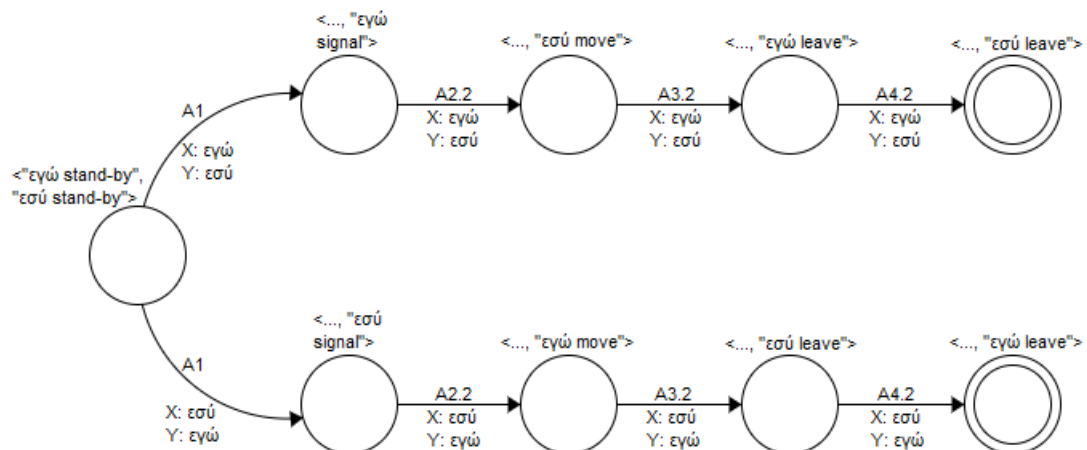 <..., "εγώ
signal">
<..., "εσύ move">
<..., "εγώ leave">
<..., "εσύ leave">
A1
X: εγώ
Y: εσύ
A2.2
X: εγώ
Y: εσύ
A3.2
X: εγώ
Y: εσύ
A4.2
X: εγώ
Y: εσύ
<"εγώ stand-by",
"εσύ stand-by">
<..., "εσύ
signal">
<..., "εγώ move">
<..., "εσύ leave">
<..., "εγώ leave">
A1
X: εσύ
Y: εγώ
A2.2
X: εσύ
Y: εγώ
A3.2
X: εσύ
Y: εγώ
A4.2
X: εσύ
Y: εγώ